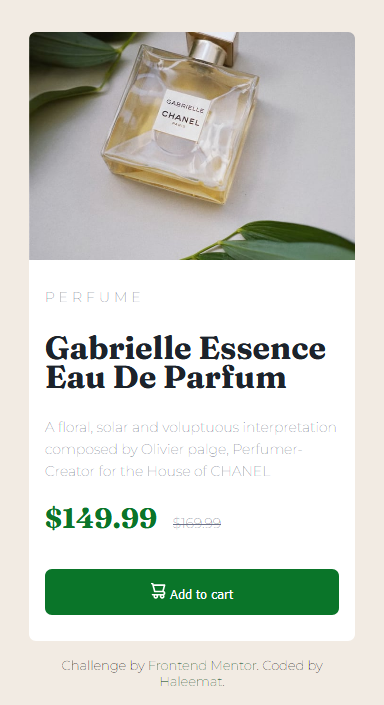 GABRIELLE
CHANEL
PARIS
PERFUME
Gabrielle Essence
Eau De Parfum
A floral, solar and voluptuous interpretation
composed by Olivier palge, Perfumer-
Creator for the House of CHANEL
$149.99 $169.99
Add to cart
Challenge by Frontend Mentor. Coded by
Haleemat.